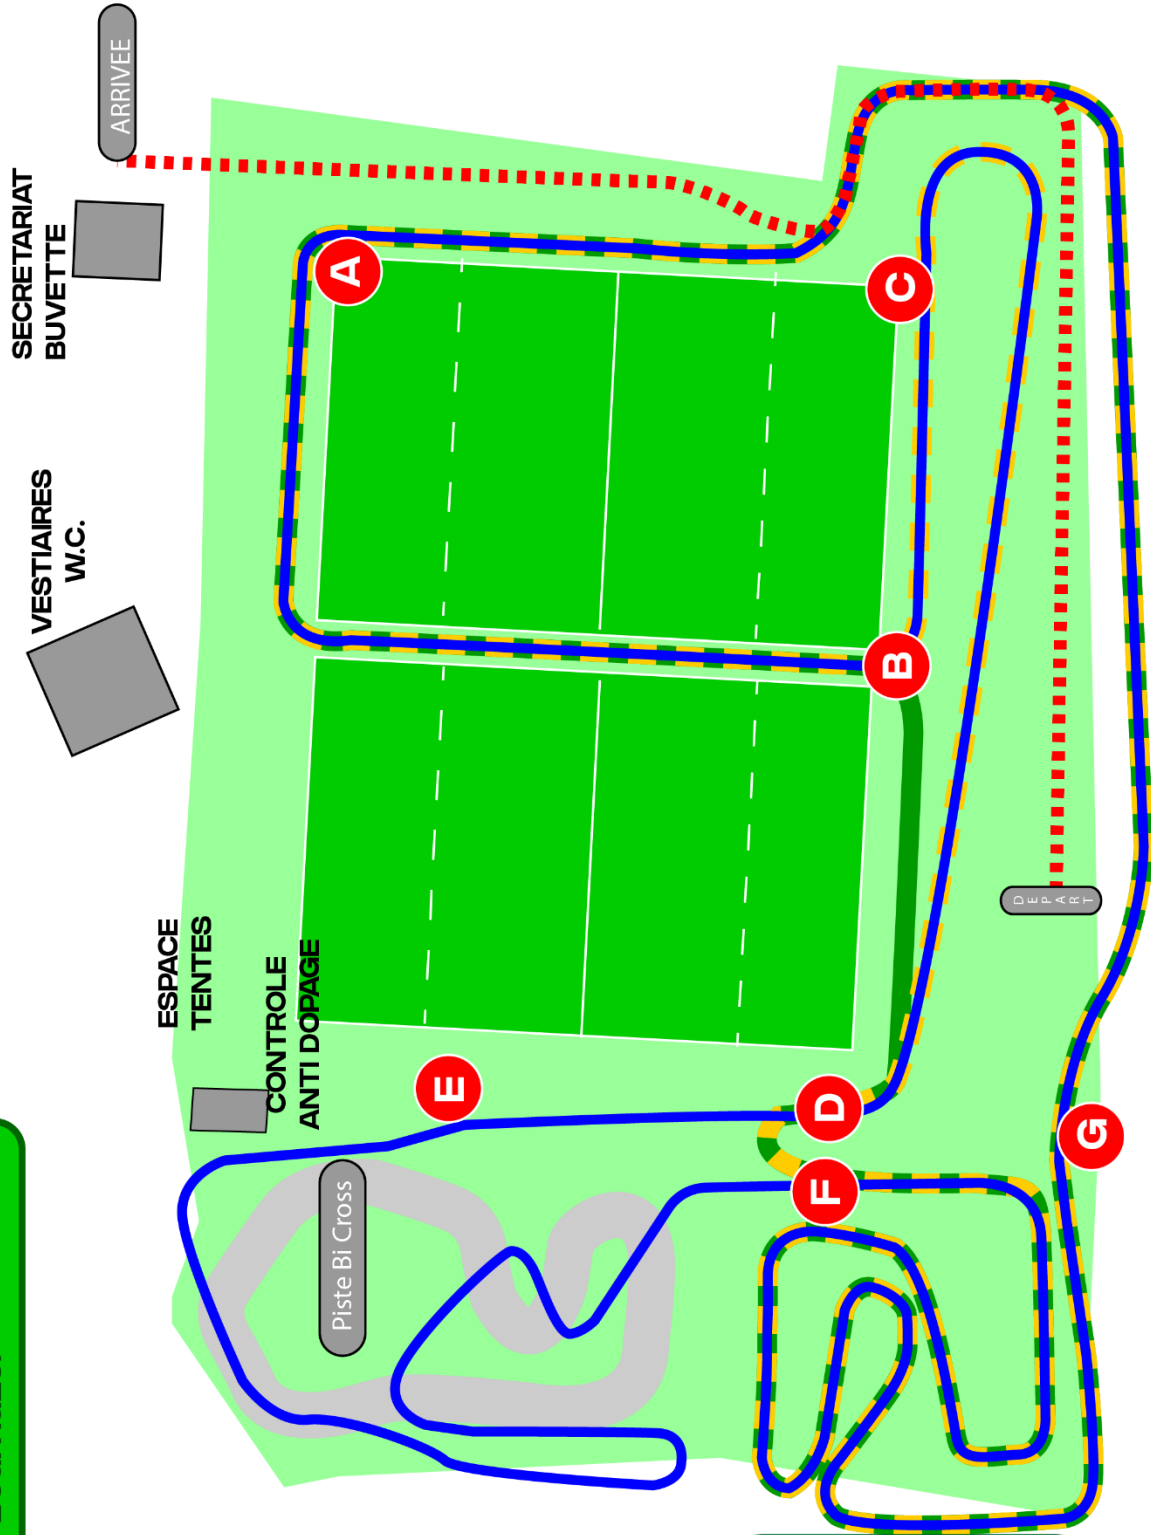 ARRIVEE
SECRETARIAT
BUVETTE
VESTIAIRES
W.C.
ESPACE
TENTES
CONTROLE
ANTI DOPAGE
Piste Bi Cross
DEPART
A
B
C
D
E
F
G